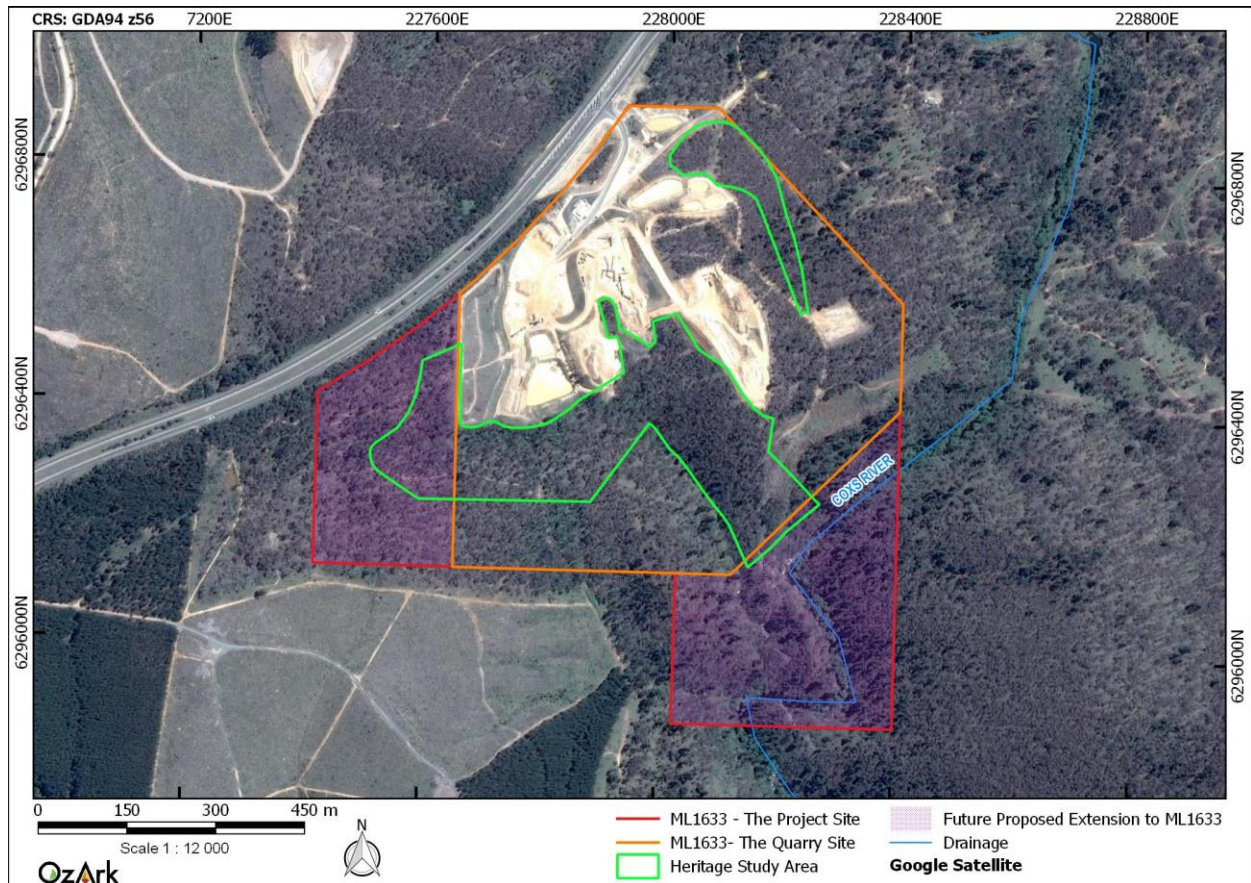 CRS: GDA94 z56 7200E 227600E 228000E 228400E 228800E
6296800N
6296800N
6296400N
6296400N
COXS RIVER
6296000N
6296000N
0 150 300 450 m
Scale 1 : 12 000
N
OzArk
ML1633 - The Project Site
ML1633- The Quarry Site
Heritage Study Area
Future Proposed Extension to ML1633
Drainage
Google Satellite